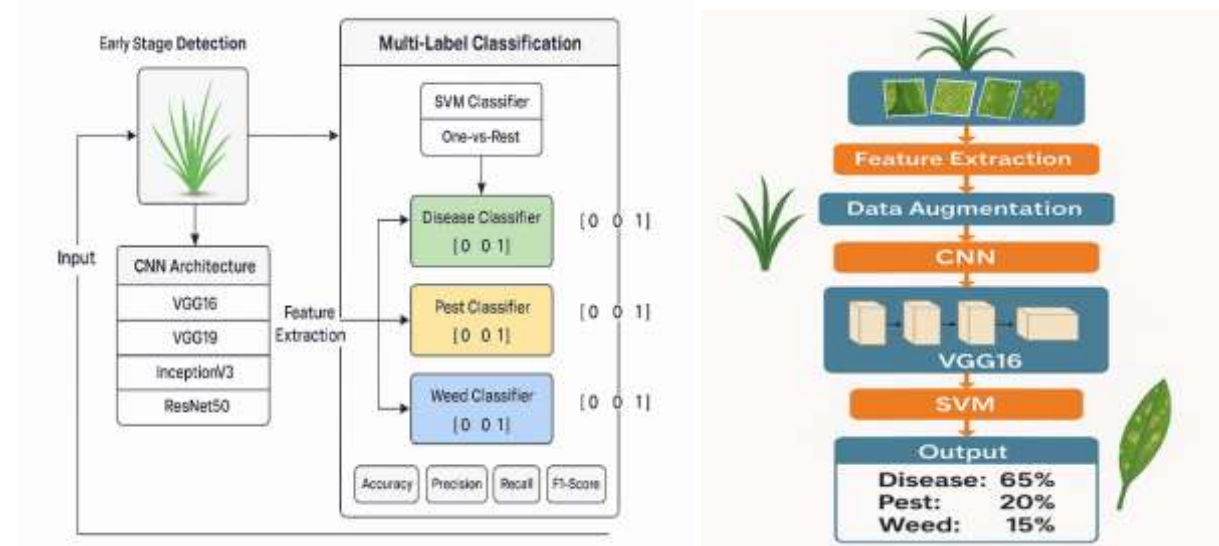 Early Stage Detection
Input
CNN Architecture
VGG16
VGG19
InceptionV3
ResNet50
Feature
Extraction
Multi-Label Classification
SVM Classifier
One-vs-Rest
Disease Classifier
[0 0 1]
[0 0 1]
Pest Classifier
[0 0 1]
[0 0 1]
Weed Classifier
[0 0 1]
[0 0 1]
Accuracy
Precision
Recall
F1-Score
Feature Extraction
Data Augmentation
CNN
VGG16
SVM
Output
Disease: 65%
Pest: 20%
Weed: 15%